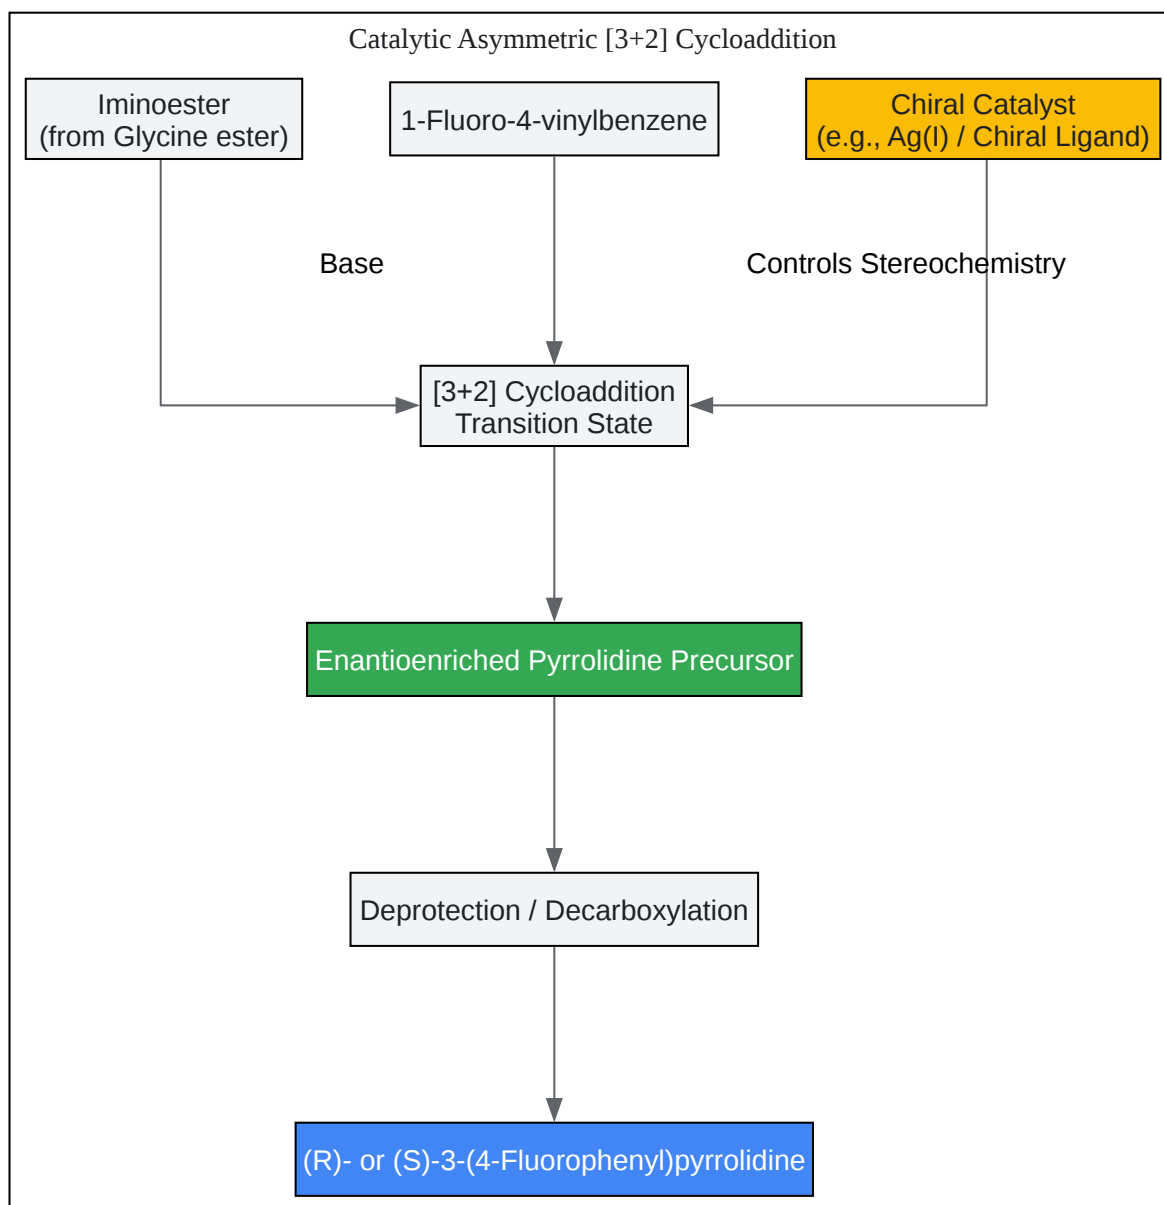 Catalytic Asymmetric [3+2] Cycloaddition
Iminoester
(from Glycine ester)
1-Fluoro-4-vinylbenzene
Chiral Catalyst
(e.g., Ag(I) / Chiral Ligand)
Base
Controls Stereochemistry
[3+2] Cycloaddition
Transition State
Enantioenriched Pyrrolidine Precursor
Deprotection / Decarboxylation
(R)- or (S)-3-(4-Fluorophenyl)pyrrolidine